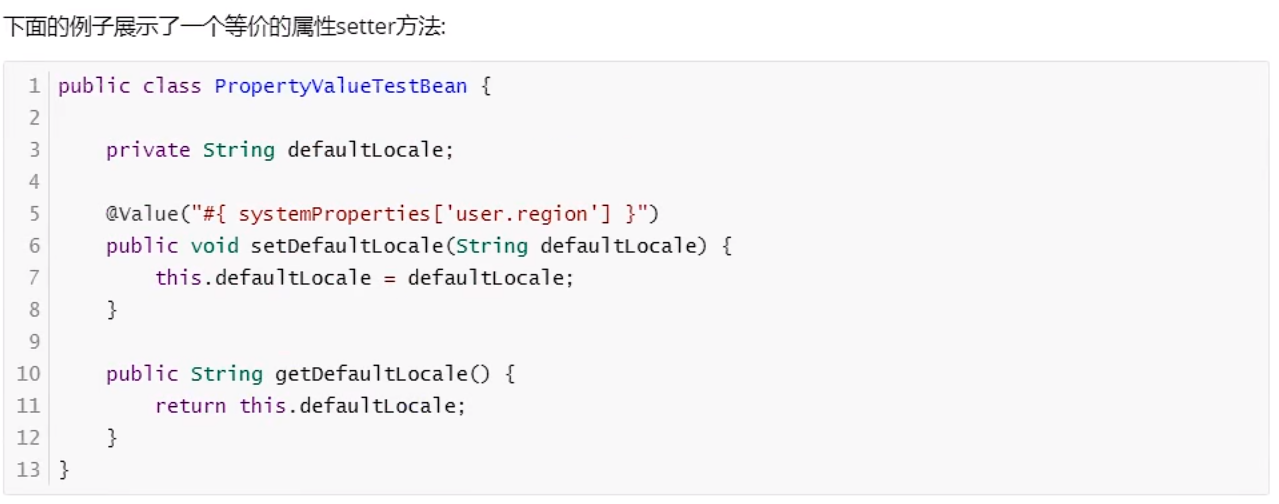 下面的例子展示了一个等价的属性setter方法:
1 public class PropertyValueTestBean {
2
3     private String defaultLocale;
4
5     @Value("#{ systemProperties['user.region'] }")
6     public void setDefaultLocale(String defaultLocale) {
7         this.defaultLocale = defaultLocale;
8     }
9
10     public String getDefaultLocale() {
11         return this.defaultLocale;
12     }
13 }